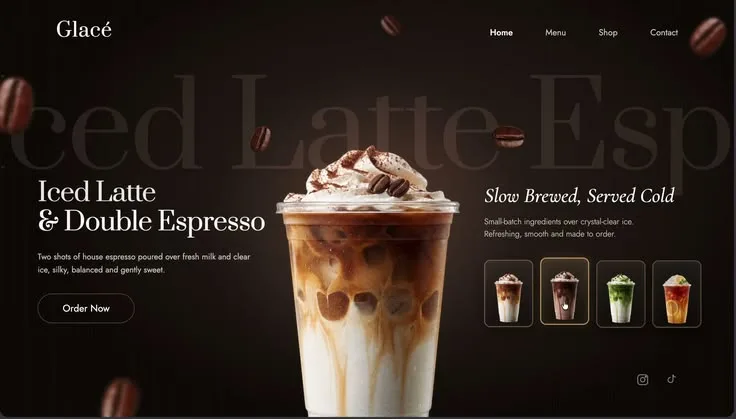 Glacé
Home Menu Shop Contact
ced Latte Esp
Iced Latte
& Double Espresso
Two shots of house espresso poured over fresh milk and clear
ice, silky, balanced and gently sweet.
Order Now
Slow Brewed, Served Cold
Small-batch ingredients over crystal-clear ice.
Refreshing, smooth and made to order.